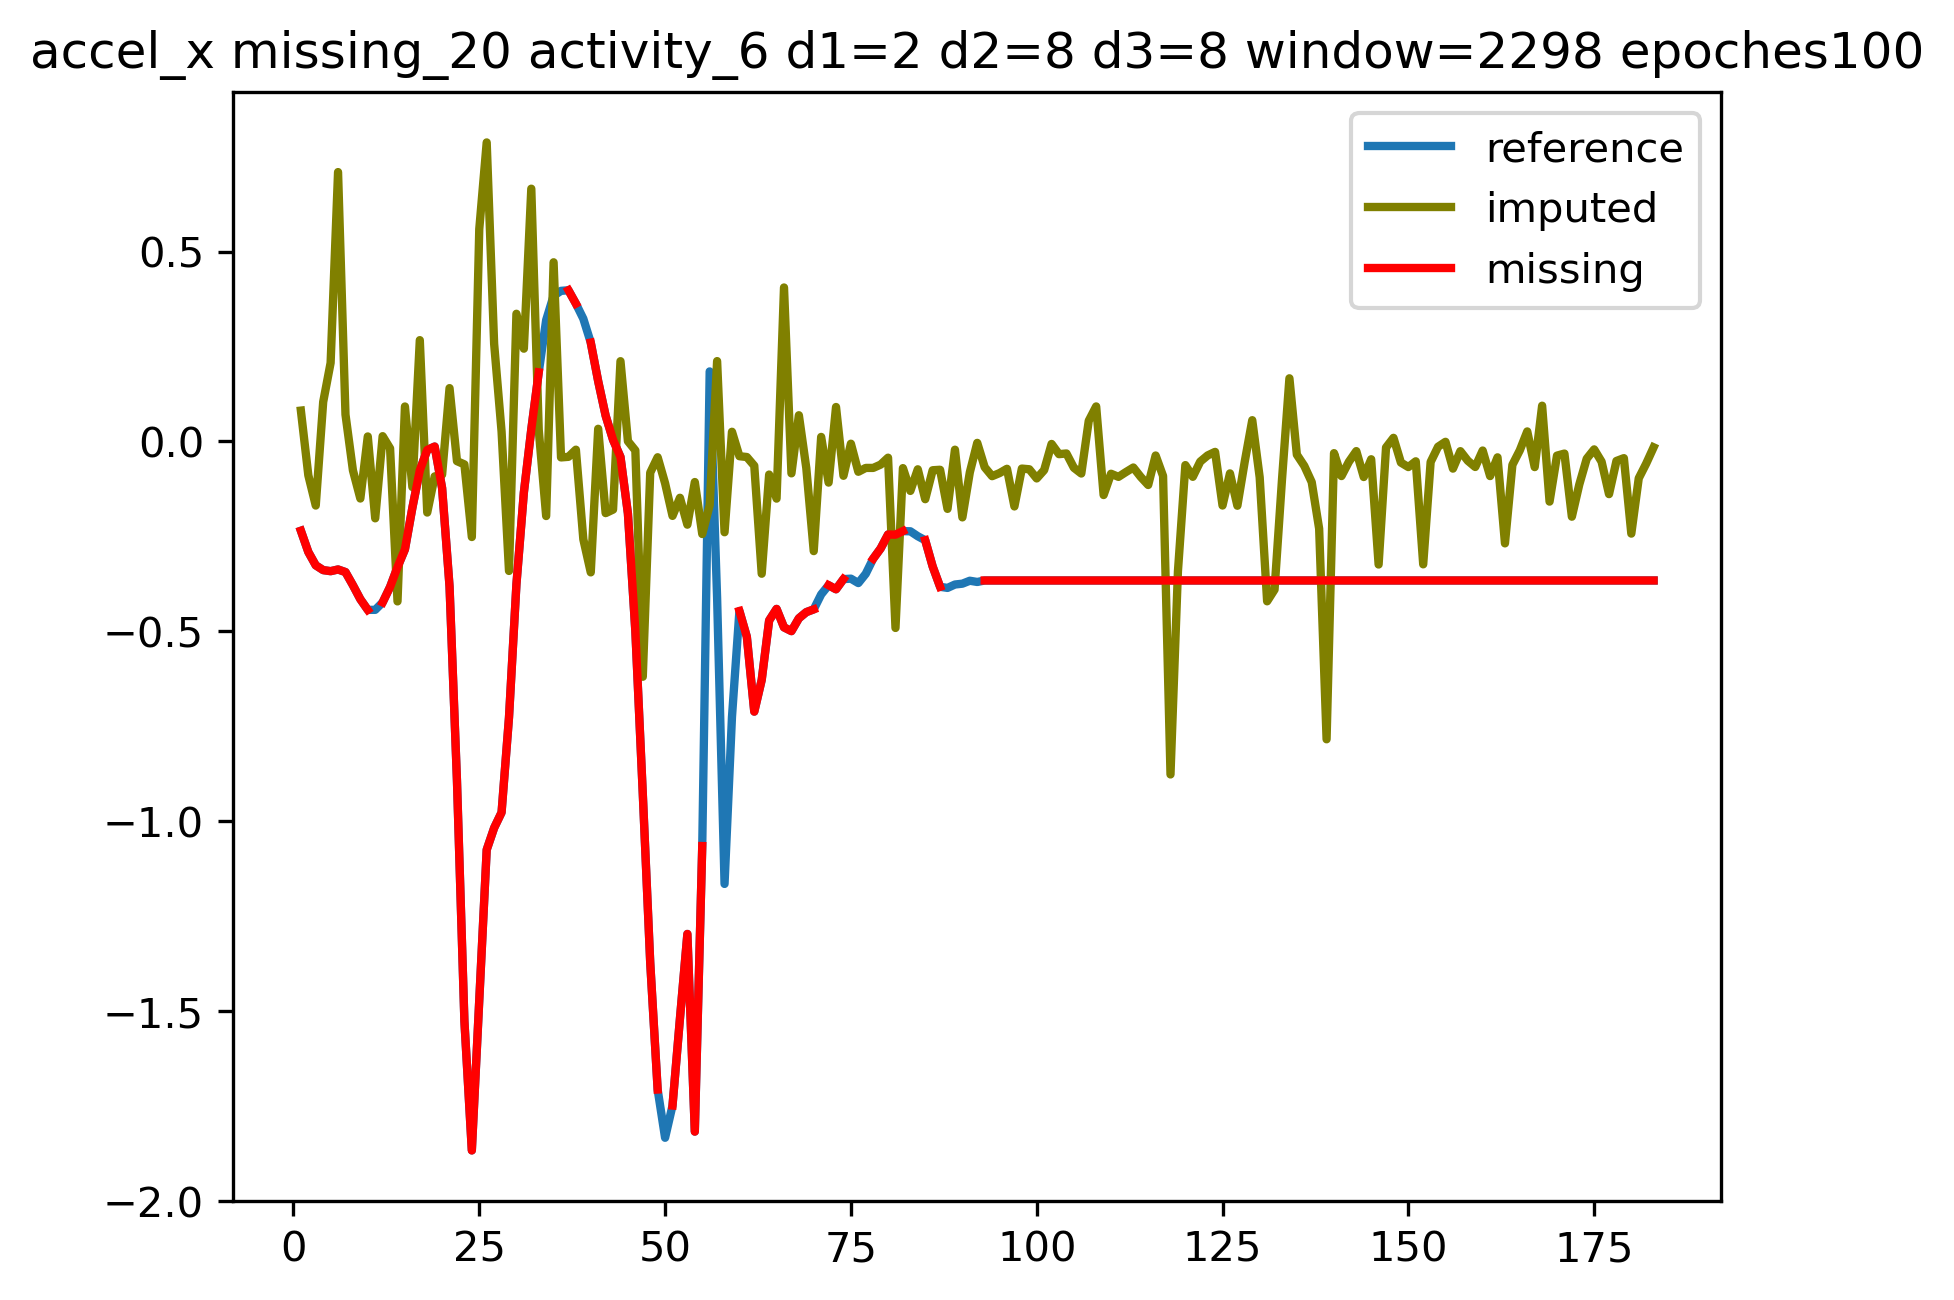 accel_x missing_20 activity_6 d1=2 d2=8 d3=8 window=2298 epoches100
reference
imputed
missing
0.5
0.0
−0.5
−1.0
−1.5
−2.0
0 25 50 75 100 125 150 175